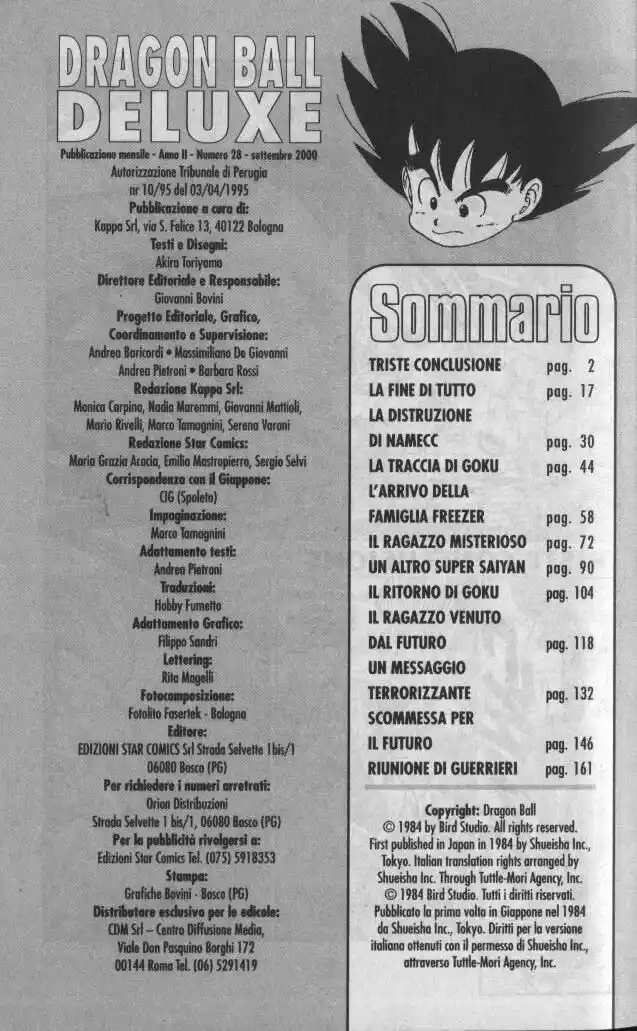 DRAGON BALL
DELUXE
Pubblicazione mensile - Anno II - Numero 28 - settembre 2000
Autorizzazione Tribunale di Perugia
nr 10/95 del 03/04/1995
Pubblicazione a cura di:
Kappa Srl, via S. Felice 13, 40122 Bologna
Testi e Disegni:
Akira Toriyama
Direttore Editoriale e Responsabile:
Giovanni Bovini
Progetto Editoriale, Grafico,
Coordinamento e Supervisione:
Andrea Baricordi • Massimiliano De Giovanni
Andrea Pietroni • Barbara Rossi
Redazione Kappa Srl:
Monica Carpino, Nadia Maremmi, Giovanni Mattioli,
Mario Rivelli, Marco Tamagnini, Serena Varani
Redazione Star Comics:
Maria Grazia Acacia, Emilia Mastropierro, Sergio Selvi
Corrispondenza con il Giappone:
CIG (Spoleto)
Impaginazione:
Marco Tamagnini
Adattamento testi:
Andrea Pietroni
Traduzioni:
Hobby Fumetto
Adattamento Grafico:
Filippo Sandri
Lettering:
Rita Magelli
Fotocomposizione:
Fotolito Fasertek - Bologna
Editore:
EDIZIONI STAR COMICS Srl Strada Selvette 1 bis/1
06080 Bosco (PG)
Per richiedere i numeri arretrati:
Orion Distribuzioni
Strada Selvette 1 bis/1, 06080 Bosco (PG)
Per la pubblicità rivolgersi a:
Edizioni Star Comics Tel. (075) 5918353
Stampa:
Grafiche Bovini - Bosco (PG)
Distributore esclusivo per le edicole:
CDM Srl – Centro Diffusione Media,
Viale Don Pasquino Borghi 172
00144 Roma Tel. (06) 5291419
Sommario
TRISTE CONCLUSIONE pag. 2
LA FINE DI TUTTO pag. 17
LA DISTRUZIONE
DI NAMECC pag. 30
LA TRACCIA DI GOKU pag. 44
L'ARRIVO DELLA
FAMIGLIA FREEZER pag. 58
IL RAGAZZO MISTERIOSO pag. 72
UN ALTRO SUPER SAIYAN pag. 90
IL RITORNO DI GOKU pag. 104
IL RAGAZZO VENUTO
DAL FUTURO pag. 118
UN MESSAGGIO
TERRORIZZANTE pag. 132
SCOMMESSA PER
IL FUTURO pag. 146
RIUNIONE DI GUERRIERI pag. 161
Copyright: Dragon Ball
© 1984 by Bird Studio. All rights reserved.
First published in Japan in 1984 by Shueisha Inc.,
Tokyo. Italian translation rights arranged by
Shueisha Inc. Through Tuttle-Mori Agency, Inc.
© 1984 Bird Studio. Tutti i diritti riservati.
Pubblicato la prima volta in Giappone nel 1984
da Shueisha Inc., Tokyo. Diritti per la versione
italiana ottenuti con il permesso di Shueisha Inc.,
attraverso Tuttle-Mori Agency, Inc.